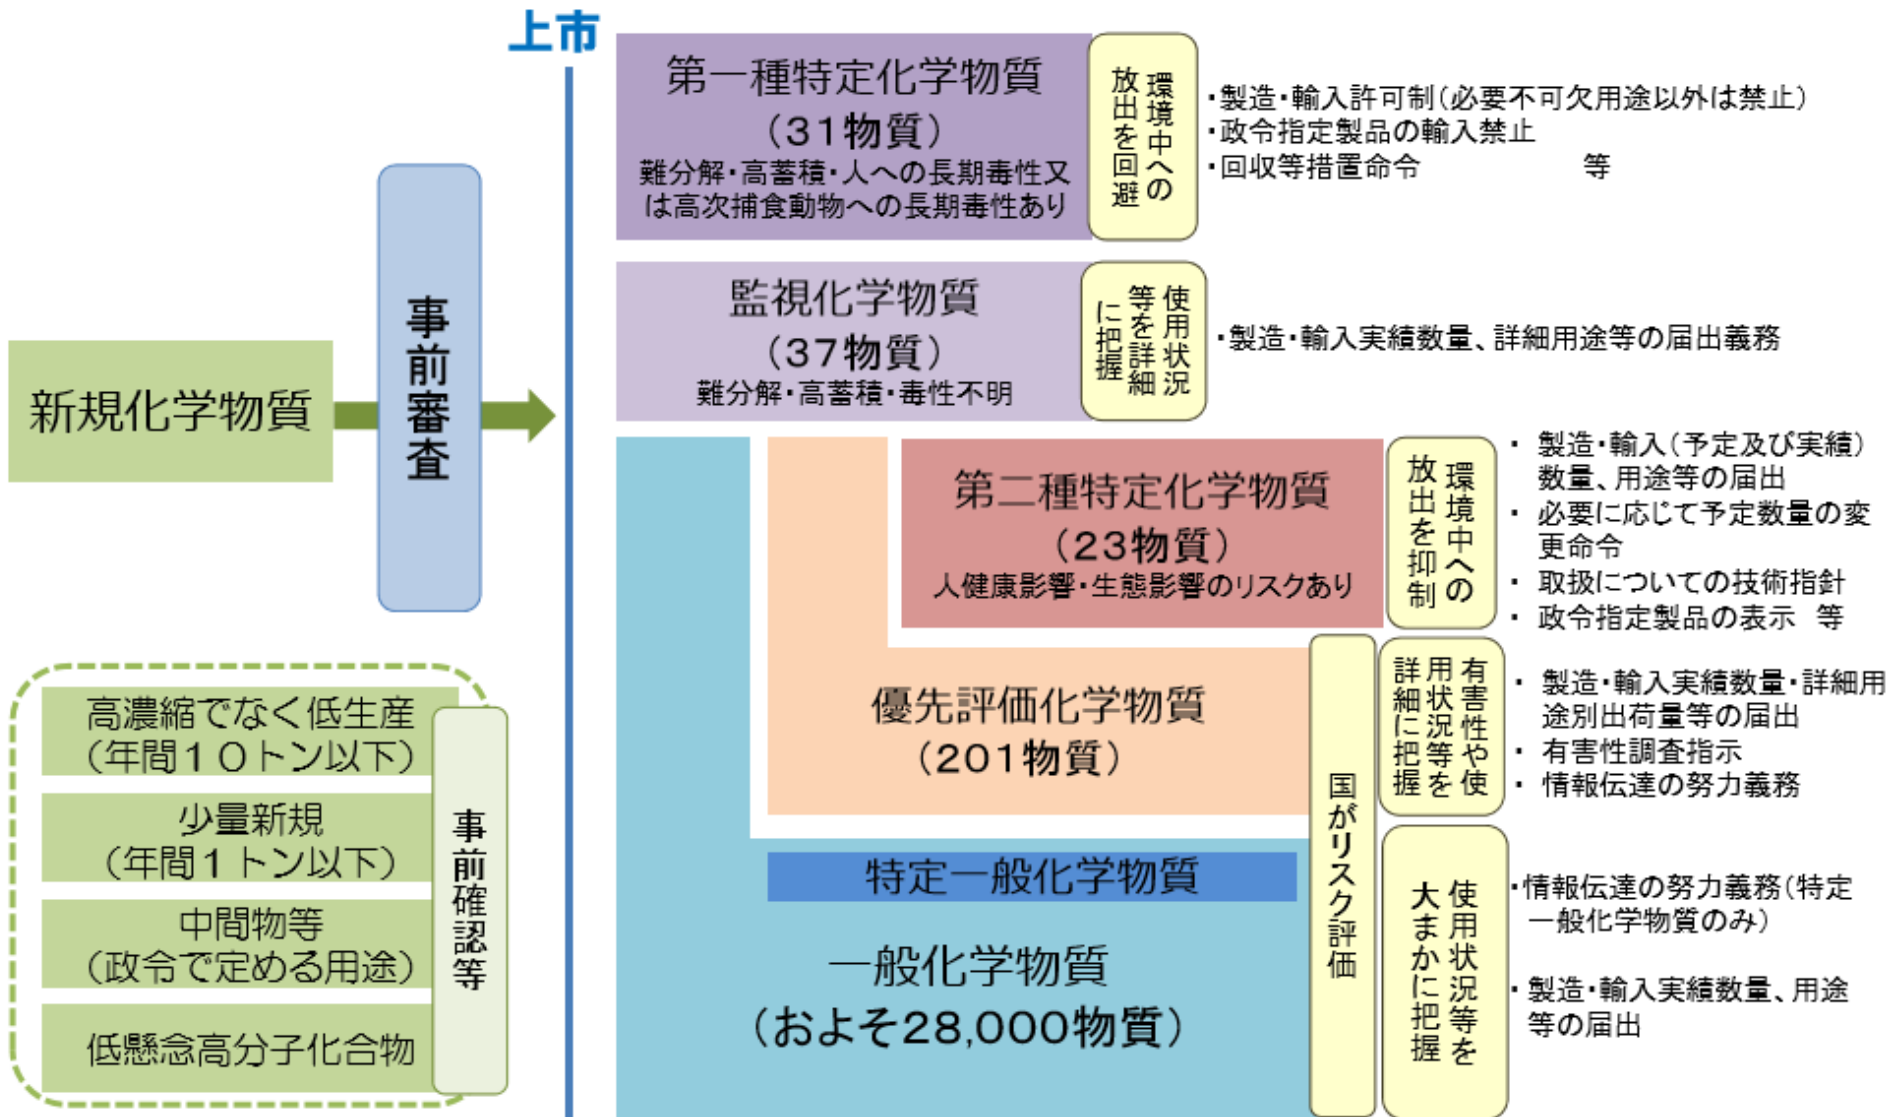 上市
新規化学物質
事前審査
高濃縮でなく低生産
（年間１０トン以下）
少量新規
（年間１トン以下）
中間物等
（政令で定める用途）
低懸念高分子化合物
事前確認等
第一種特定化学物質
（31物質）
難分解・高蓄積・人への長期毒性又
は高次捕食動物への長期毒性あり
環境中への
放出を回避
・製造・輸入許可制（必要不可欠用途以外は禁止）
・政令指定製品の輸入禁止
・回収等措置命令　　　　　　等
監視化学物質
（37物質）
難分解・高蓄積・毒性不明
使用状況
等を詳細
に把握
・製造・輸入実績数量、詳細用途等の届出義務
第二種特定化学物質
（23物質）
人健康影響・生態影響のリスクあり
環境中への
放出を抑制
・ 製造・輸入（予定及び実績）
数量、用途等の届出
・ 必要に応じて予定数量の変
更命令
・ 取扱についての技術指針
・ 政令指定製品の表示　等
優先評価化学物質
（201物質）
国がリスク評価
有害性や使
用状況等を
詳細に把握
・ 製造・輸入実績数量・詳細用
途別出荷量等の届出
・ 有害性調査指示
・ 情報伝達の努力義務
特定一般化学物質
一般化学物質
（およそ28,000物質）
使用状況等を
大まかに把握
・情報伝達の努力義務（特定
一般化学物質のみ）
・製造・輸入実績数量、用途
等の届出